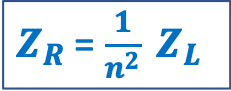 Z_R = 1/n² Z_L